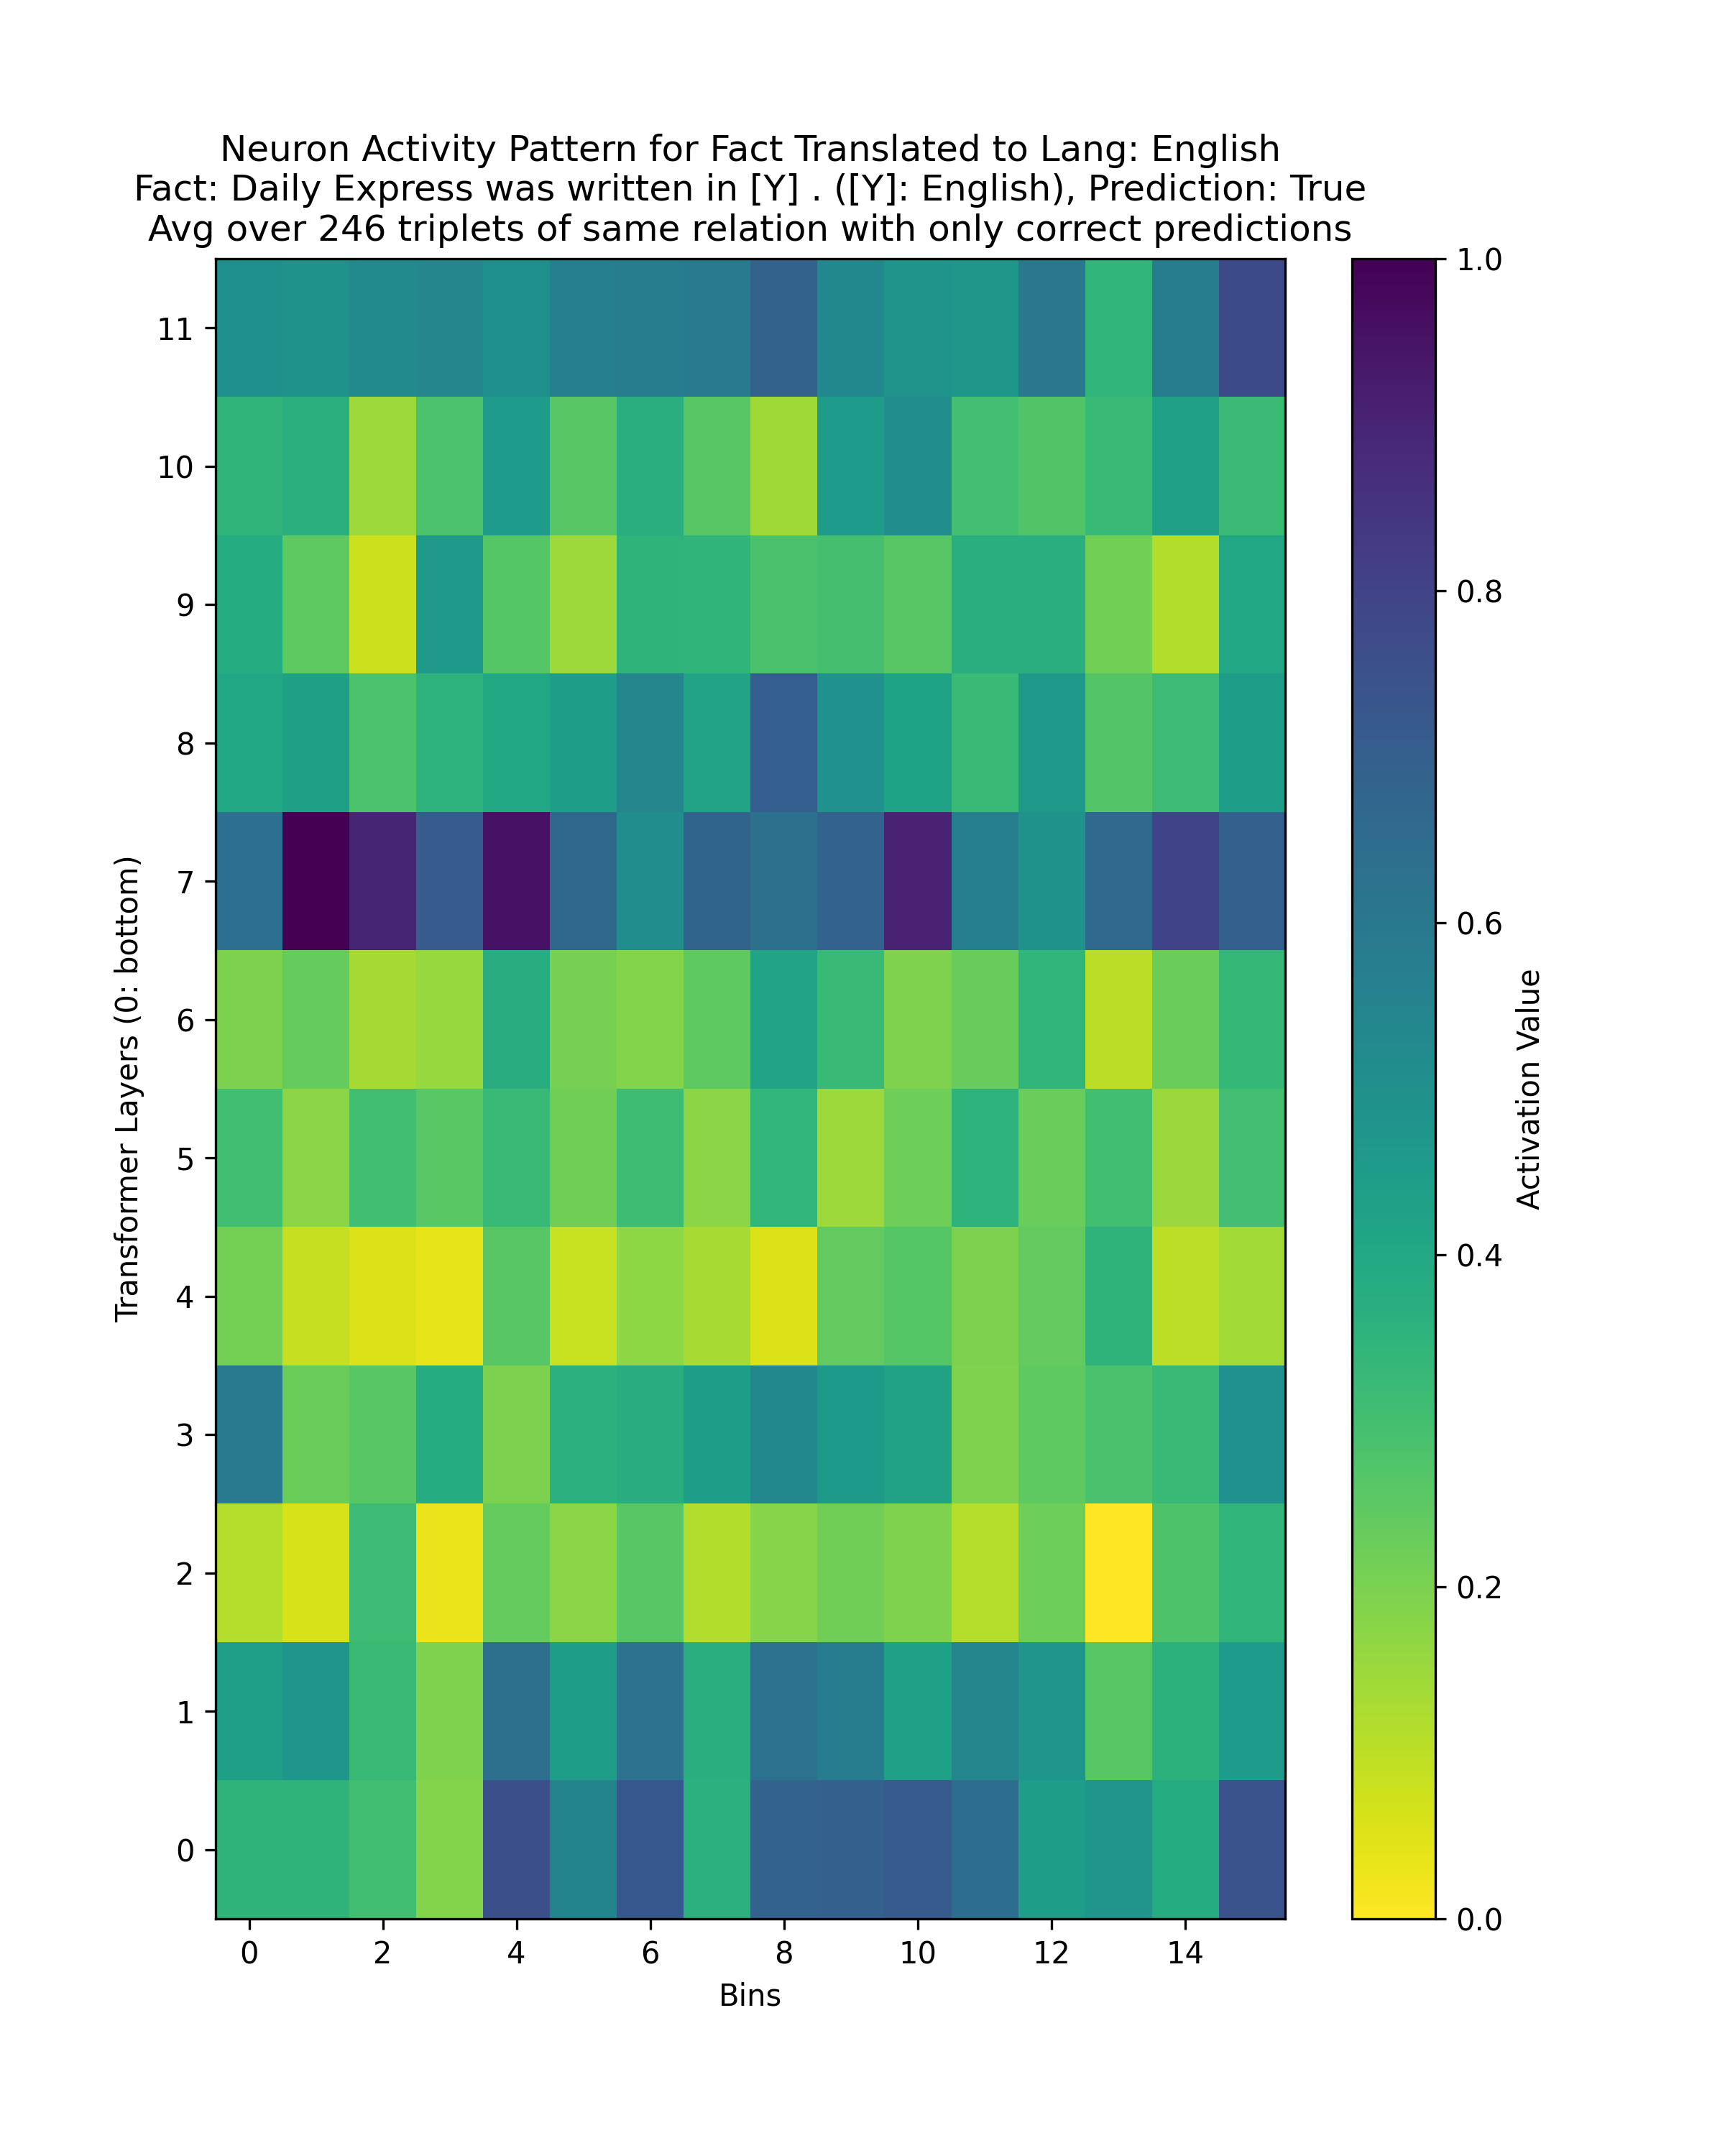 Neuron Activity Pattern for Fact Translated to Lang: English
Fact: Daily Express was written in [Y] . ([Y]: English), Prediction: True
Avg over 246 triplets of same relation with only correct predictions
1.0
11
10
9
0.8
8
7
0.6
6
5
0.4
4
3
2
0.2
1
0
0.0
Transformer Layers (0: bottom)
Activation Value
0 2 4 6 8 10 12 14
Bins